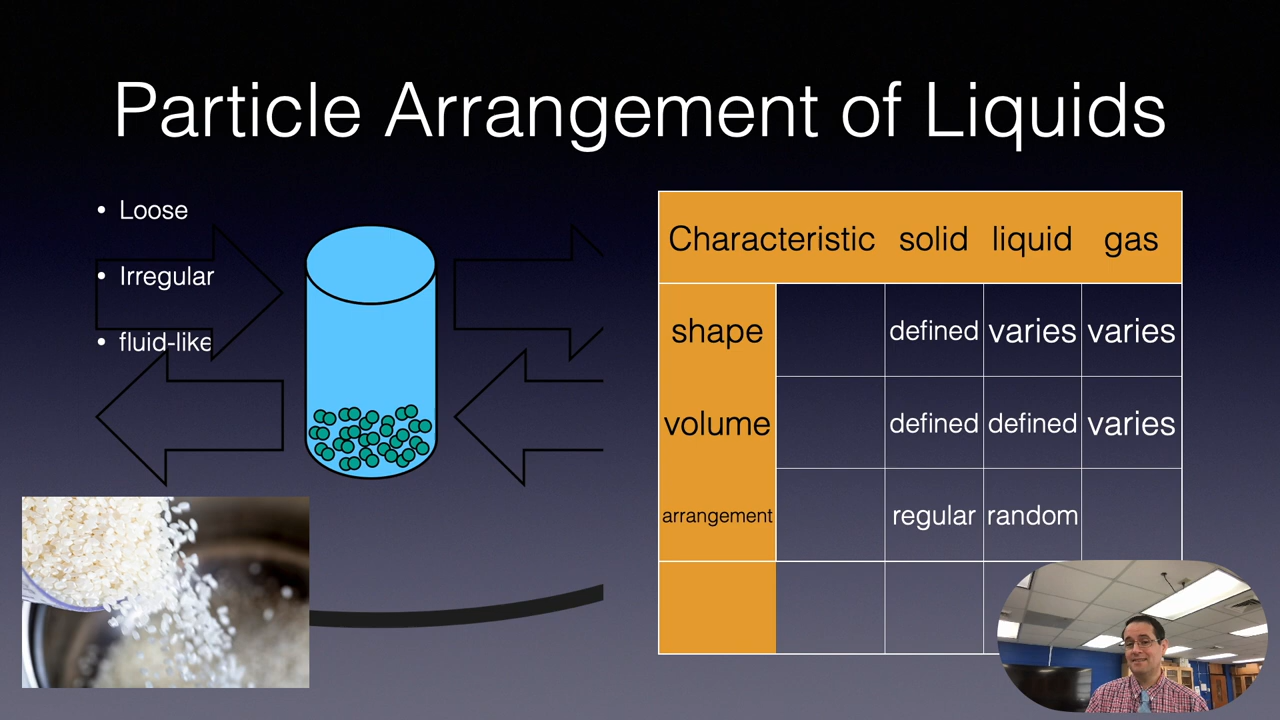 Particle Arrangement of Liquids
• Loose
• Irregular
• fluid-like
Characteristic solid liquid gas
shape defined varies varies
volume defined defined varies
arrangement regular random